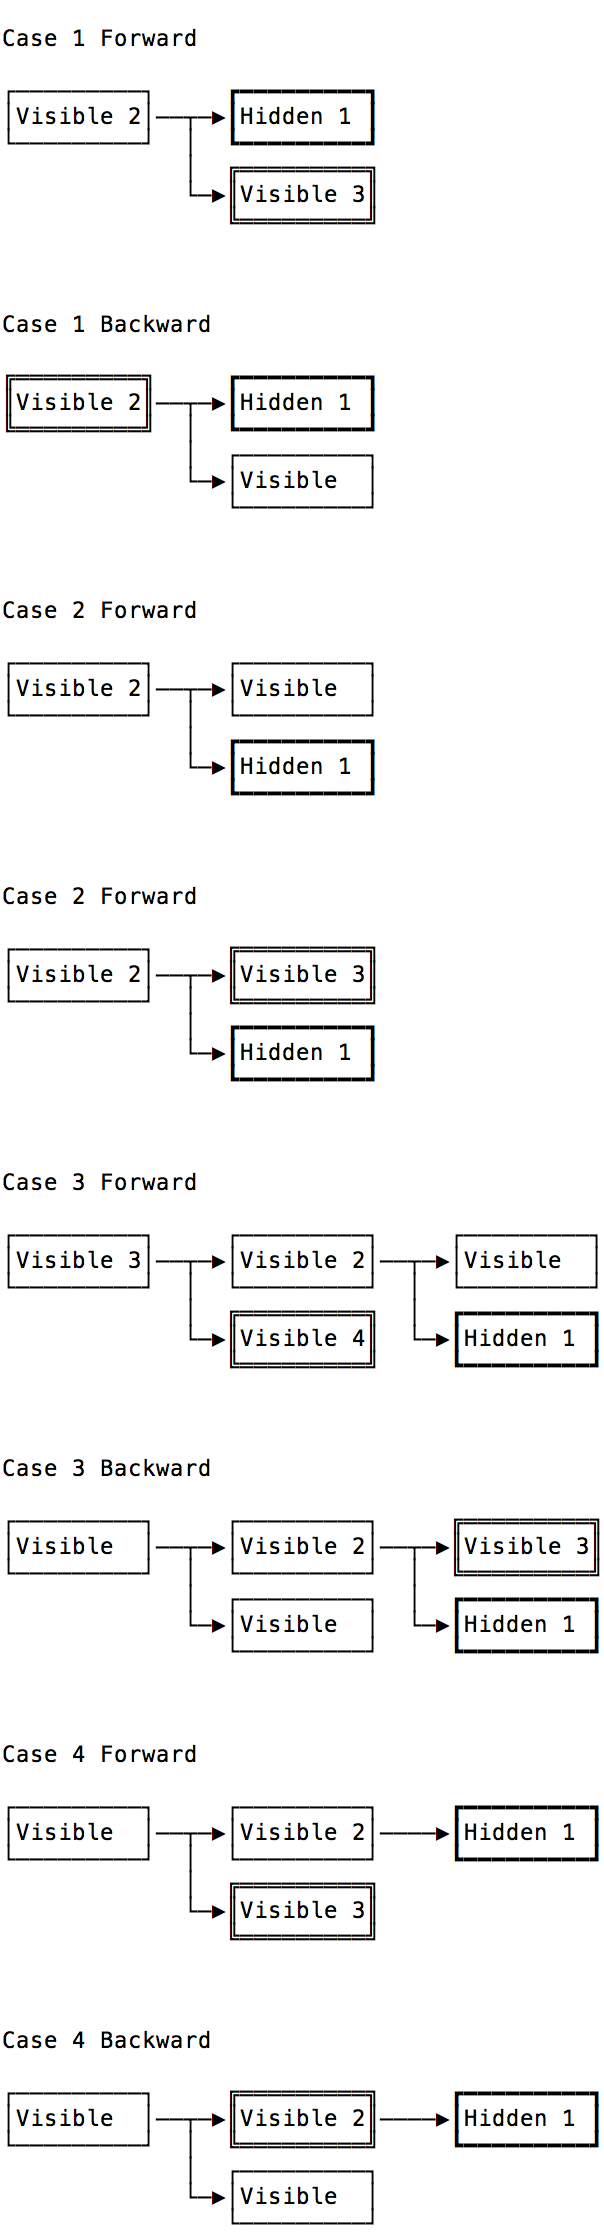 Case 1 Forward
Visible 2 Hidden 1
Visible 3
Case 1 Backward
Visible 2 Hidden 1
Visible
Case 2 Forward
Visible 2 Visible
Hidden 1
Case 2 Forward
Visible 2 Visible 3
Hidden 1
Case 3 Forward
Visible 3 Visible 2 Visible
Visible 4 Hidden 1
Case 3 Backward
Visible Visible 2 Visible 3
Visible Hidden 1
Case 4 Forward
Visible Visible 2 Hidden 1
Visible 3
Case 4 Backward
Visible Visible 2 Hidden 1
Visible